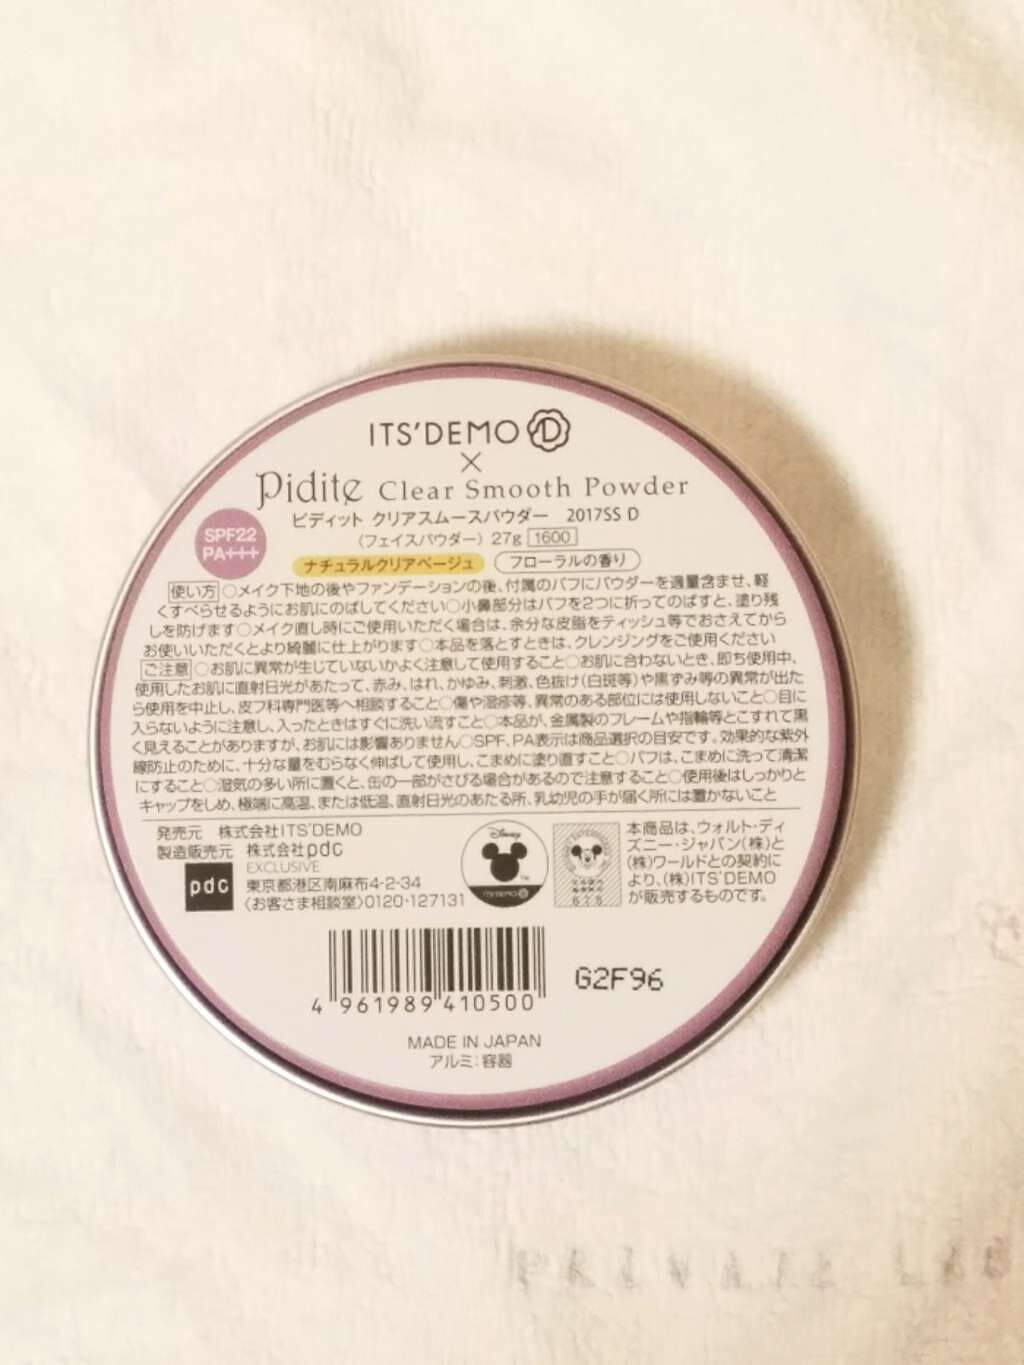 ITS'DEMO D
×
Pidite Clear Smooth Powder
ピディット クリアスムースパウダー 2017SS D
SPF22
PA+++
(フェイスパウダー) 27g 1600
ナチュラルクリアベージュ フローラルの香り
使い方 ○メイク下地の後やファンデーションの後、付属のパフにパウダーを適量含ませ、軽
くすべらせるようにお肌にのばしてください○小鼻部分はパフを2つに折ってのばすと、塗り残
しを防げます○メイク直し時にご使用いただく場合は、余分な皮脂をティッシュ等でおさえてから
お使いいただくとより綺麗に仕上がります○本品を落とすときは、クレンジングをご使用ください
ご注意 ○お肌に異常が生じていないかよく注意して使用すること○お肌に合わないとき、即ち使用中、
使用したお肌に直射日光があたって、赤み、はれ、かゆみ、刺激、色抜け(白斑等)や黒ずみ等の異常が出た
ら使用を中止し、皮フ科専門医等へ相談すること○傷や湿疹等、異常のある部位には使用しないこと○目に
入らないように注意し、入ったときはすぐに洗い流すこと○本品が、金属製のフレームや指輪等とこすれて黒
く見えることがありますが、お肌には影響ありません○SPF、PA表示は商品選択の目安です。効果的な紫外
線防止のために、十分な量をむらなく伸ばして使用し、こまめに塗り直すこと○パフは、こまめに洗って清潔
にすること○湿気の多い所に置くと、缶の一部がさびる場合があるので注意すること○使用後はしっかりと
キャップをしめ、極端に高温、または低温、直射日光のあたる所、乳幼児の手が届く所には置かないこと
発売元 株式会社ITS'DEMO
製造販売元 株式会社pdc
EXCLUSIVE
pdc
東京都港区南麻布4-2-34
〈お客さま相談室〉0120・127131
Disney
TM
ITS'DEMO D
本商品は、ウォルト・ディ
ズニー・ジャパン(株)と
(株)ワールドとの契約に
より、(株)ITS'DEMO
が販売するものです。
4 961989 410500
G2F96
MADE IN JAPAN
アルミ:容器